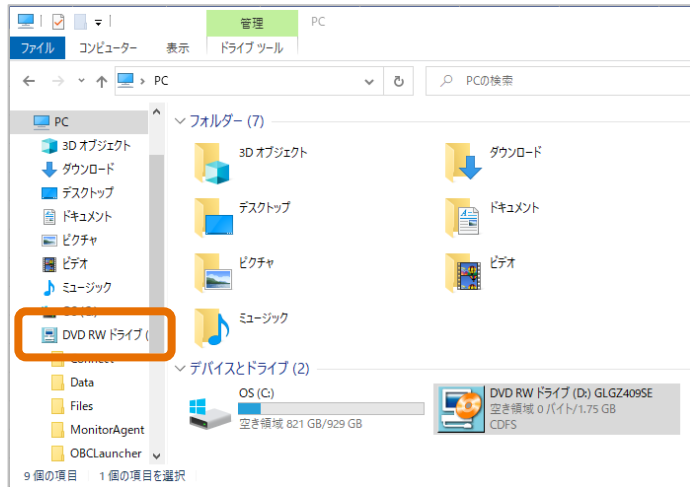 管理
PC
ファイル
コンピューター
表示
ドライブ ツール
PC
PCの検索
PC
3D オブジェクト
ダウンロード
デスクトップ
ドキュメント
ピクチャ
ビデオ
ミュージック
DVD RW ドライブ (
Connect
Data
Files
MonitorAgent
OBCLauncher
フォルダー (7)
3D オブジェクト
ダウンロード
デスクトップ
ドキュメント
ピクチャ
ビデオ
ミュージック
デバイスとドライブ (2)
OS (C:)
空き領域 821 GB/929 GB
DVD RW ドライブ (D:) GLGZ409SE
空き領域 0 バイト/1.75 GB
CDFS
9 個の項目
1 個の項目を選択